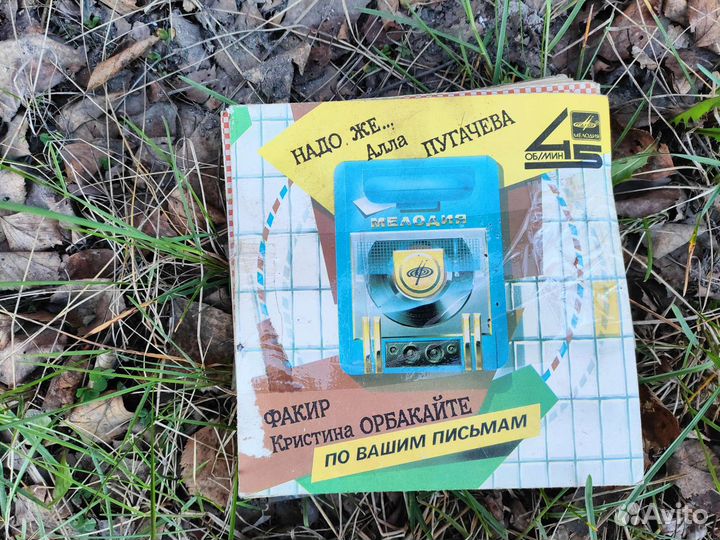 НАДО ЖЕ...
Алла ПУГАЧЕВА
45
ОБ/МИН
МЕЛОДИЯ
МЕЛОДИЯ
ФАКИР
Кристина ОРБАКАЙТЕ
ПО ВАШИМ ПИСЬМАМ
Avito